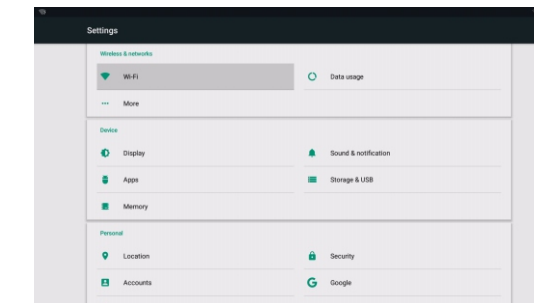 Settings
Wireless & networks
Wi-Fi
Data usage
More
Device
Display
Sound & notification
Apps
Storage & USB
Memory
Personal
Location
Security
Accounts
Google